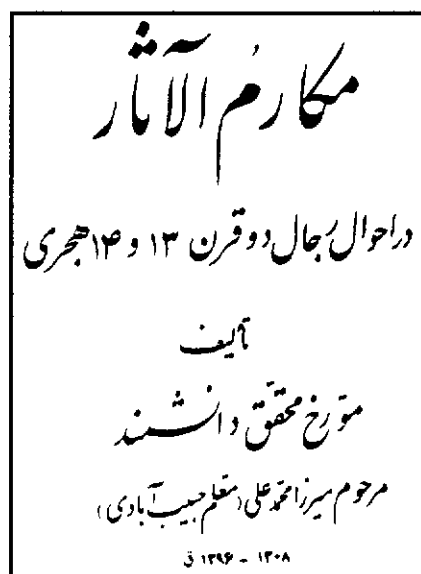 مکارم الآثار
در احوال رجال دو قرن ۱۳ و ۱۴ هجری
تألیف
مورخ محقق دانشمند
مرحوم میرزا محمد علی (معلم حبیب آبادی)
۱۳۰۸ - ۱۳۹۶ ق